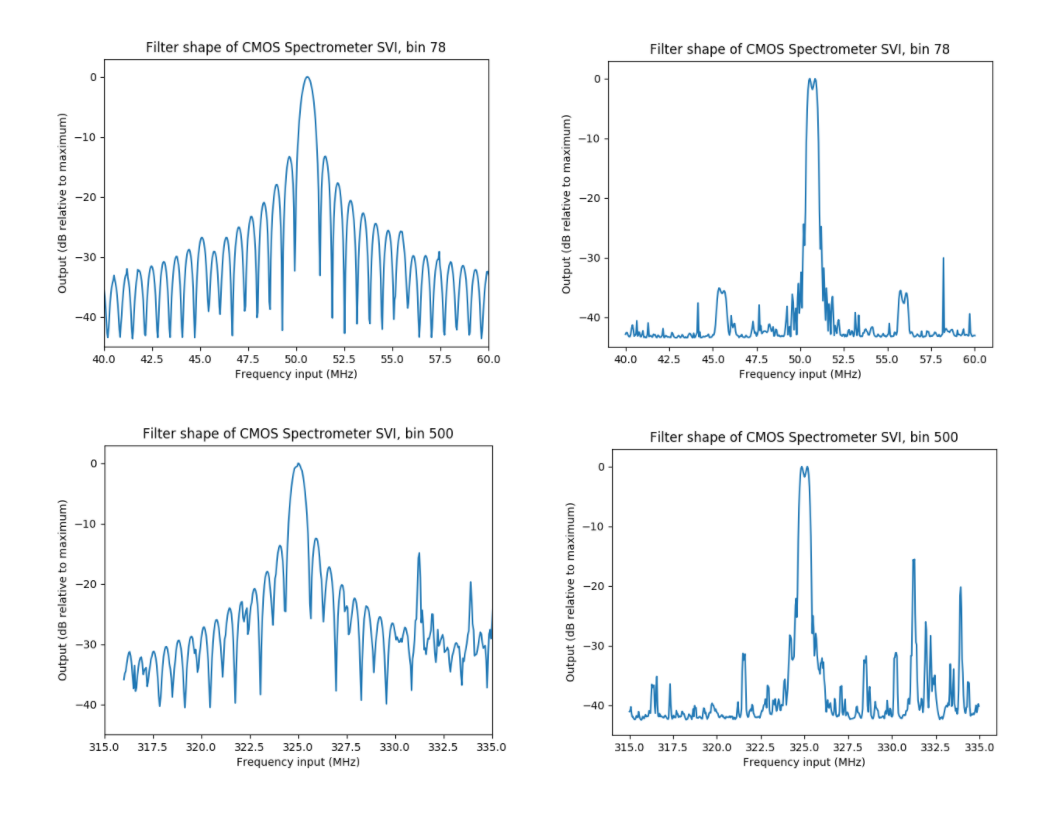 Filter shape of CMOS Spectrometer SVI, bin 78
Output (dB relative to maximum)
0
−10
−20
−30
−40
40.0 42.5 45.0 47.5 50.0 52.5 55.0 57.5 60.0
Frequency input (MHz)
Filter shape of CMOS Spectrometer SVI, bin 78
Output (dB relative to maximum)
0
−10
−20
−30
−40
40.0 42.5 45.0 47.5 50.0 52.5 55.0 57.5 60.0
Frequency input (MHz)
Filter shape of CMOS Spectrometer SVI, bin 500
Output (dB relative to maximum)
0
−10
−20
−30
−40
315.0 317.5 320.0 322.5 325.0 327.5 330.0 332.5 335.0
Frequency input (MHz)
Filter shape of CMOS Spectrometer SVI, bin 500
Output (dB relative to maximum)
0
−10
−20
−30
−40
315.0 317.5 320.0 322.5 325.0 327.5 330.0 332.5 335.0
Frequency input (MHz)